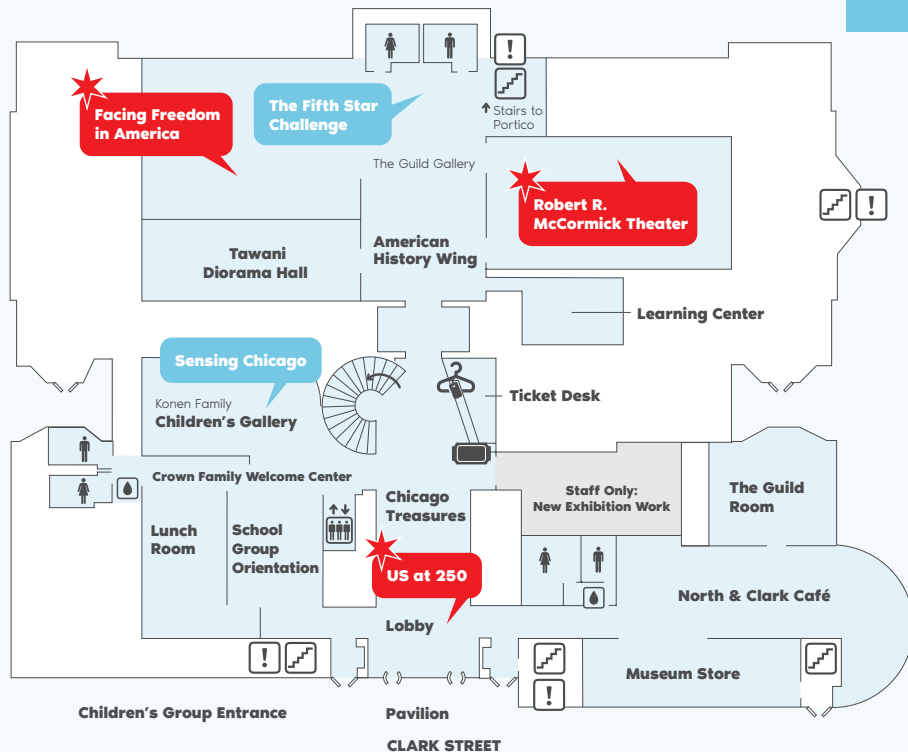 Facing Freedom
in America
The Fifth Star
Challenge
! 
Stairs to
Portico
The Guild Gallery
Robert R.
McCormick Theater
!
Tawani
Diorama Hall
American
History Wing
Learning Center
Sensing Chicago
Konen Family
Children's Gallery
Ticket Desk
Crown Family Welcome Center
Lunch
Room
School
Group
Orientation
Chicago
Treasures
Staff Only:
New Exhibition Work
The Guild
Room
US at 250
North & Clark Café
Lobby
!
!
Museum Store
Children's Group Entrance
Pavilion
CLARK STREET